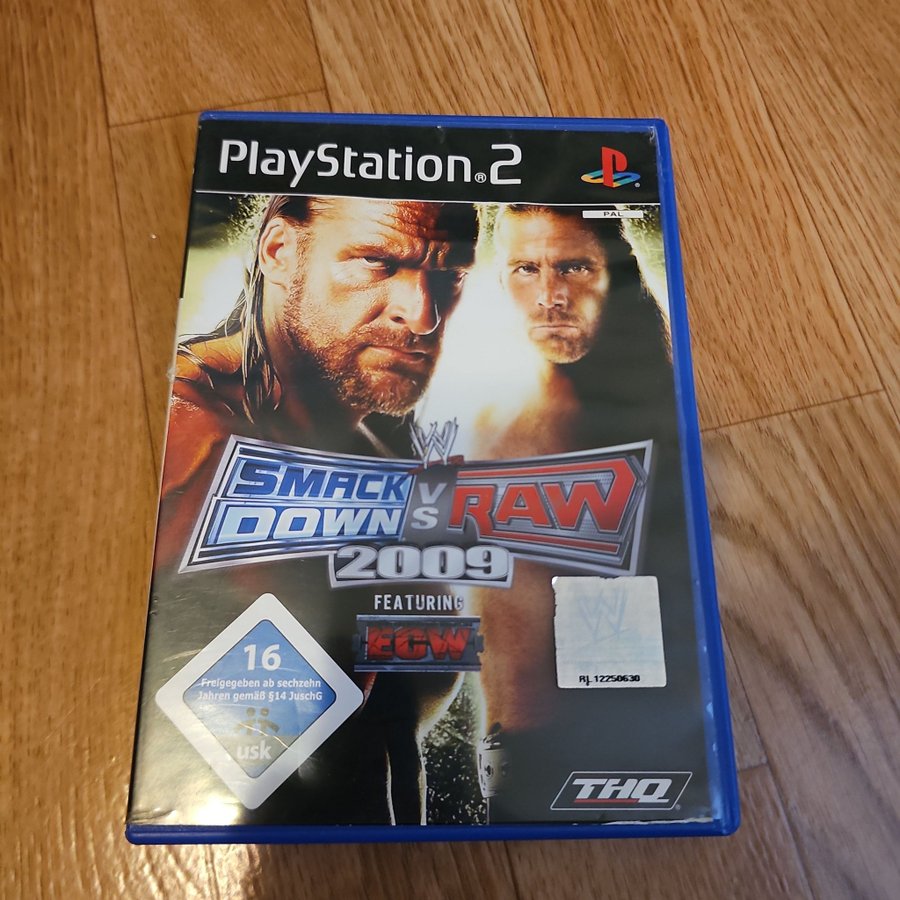 PlayStation®2
PAL
W
SMACK
DOWN
VS
RAW
2009
FEATURING
ECW
16
Freigegeben ab sechzehn
Jahren gemäß §14 JuSchG
usk
W
RL 12250630
THQ®